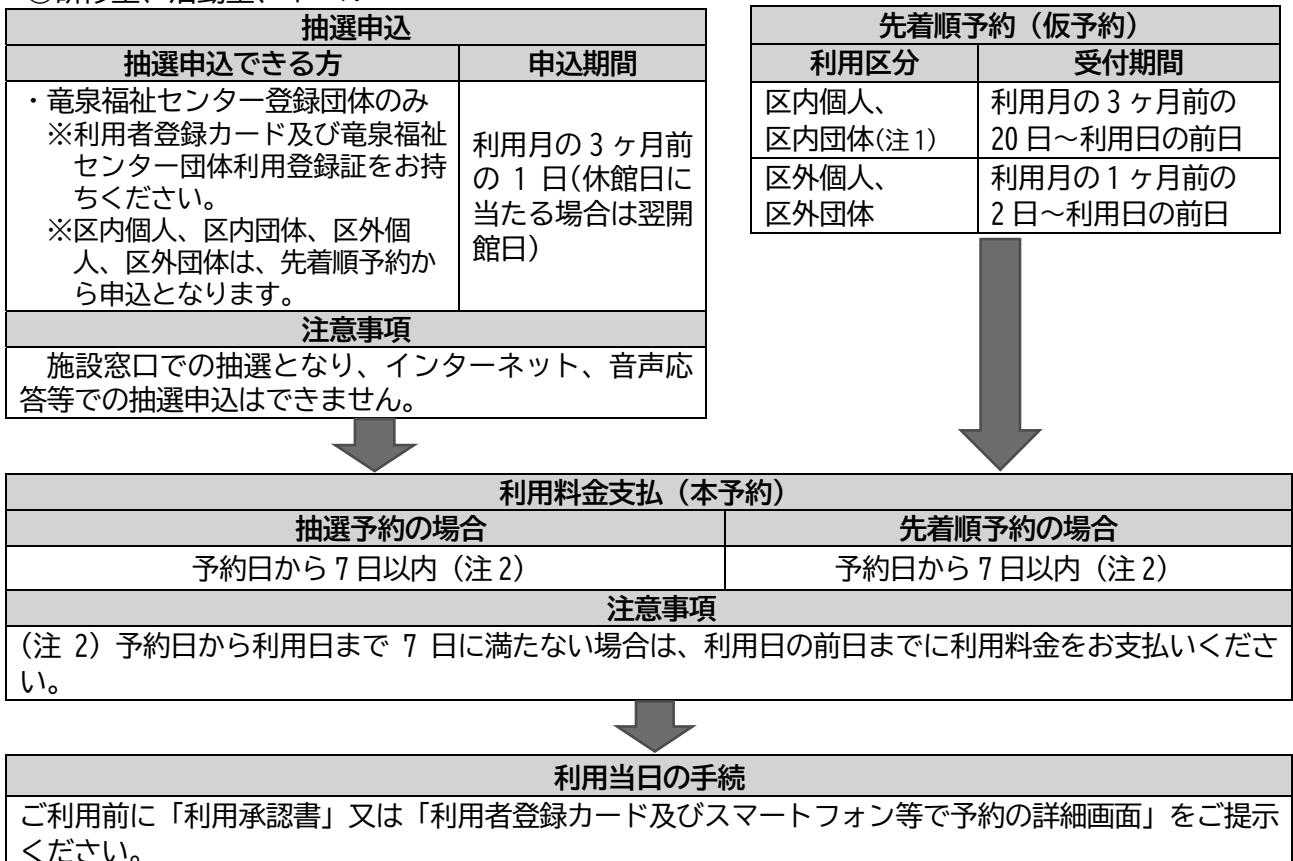 抽選申込
抽選申込できる方
申込期間
・竜泉福祉センター登録団体のみ
※利用者登録カード及び竜泉福祉
センター団体利用登録証をお持
ちください。
※区内個人、区内団体、区外個
人、区外団体は、先着順予約か
ら申込となります。
利用月の3ヶ月前
の 1 日(休館日に
当たる場合は翌開
館日)
注意事項
施設窓口での抽選となり、インターネット、音声応
答等での抽選申込はできません。
先着順予約（仮予約）
利用区分
受付期間
区内個人、
区内団体(注1)
利用月の3ヶ月前の
20日～利用日の前日
区外個人、
区外団体
利用月の1ヶ月前の
2日～利用日の前日
利用料金支払（本予約）
抽選予約の場合
先着順予約の場合
予約日から7日以内（注2）
予約日から7日以内（注2）
注意事項
(注 2) 予約日から利用日まで 7 日に満たない場合は、利用日の前日までに利用料金をお支払いくださ
い。
利用当日の手続
ご利用前に「利用承認書」又は「利用者登録カード及びスマートフォン等で予約の詳細画面」をご提示
ください。